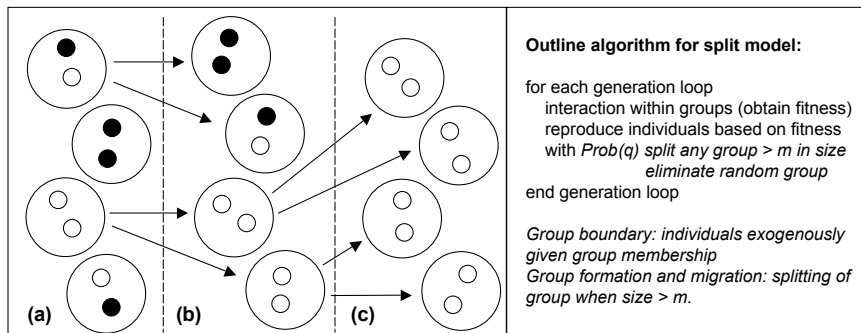 (a)
(b)
(c)
Outline algorithm for split model:
for each generation loop
interaction within groups (obtain fitness)
reproduce individuals based on fitness
with Prob(q) split any group > m in size
eliminate random group
end generation loop
Group boundary: individuals exogenously
given group membership
Group formation and migration: splitting of
group when size > m.